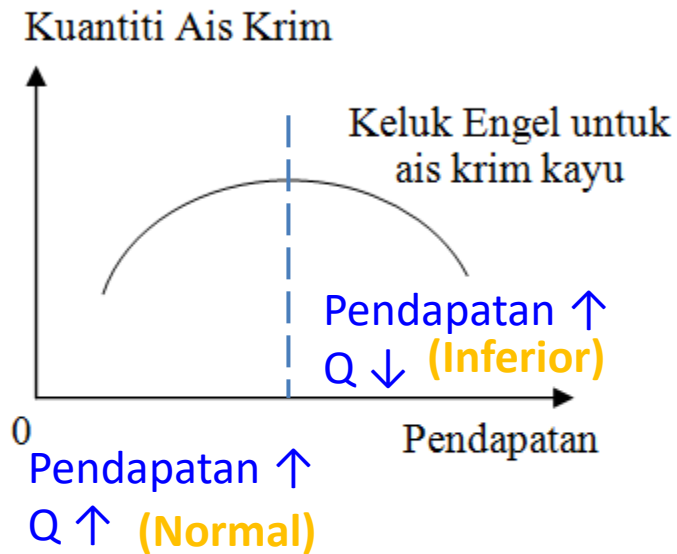 Kuantiti Ais Krim
Keluk Engel untuk
ais krim kayu
Pendapatan ↑
Q ↓ (Inferior)
0
Pendapatan
Pendapatan ↑
Q ↑ (Normal)